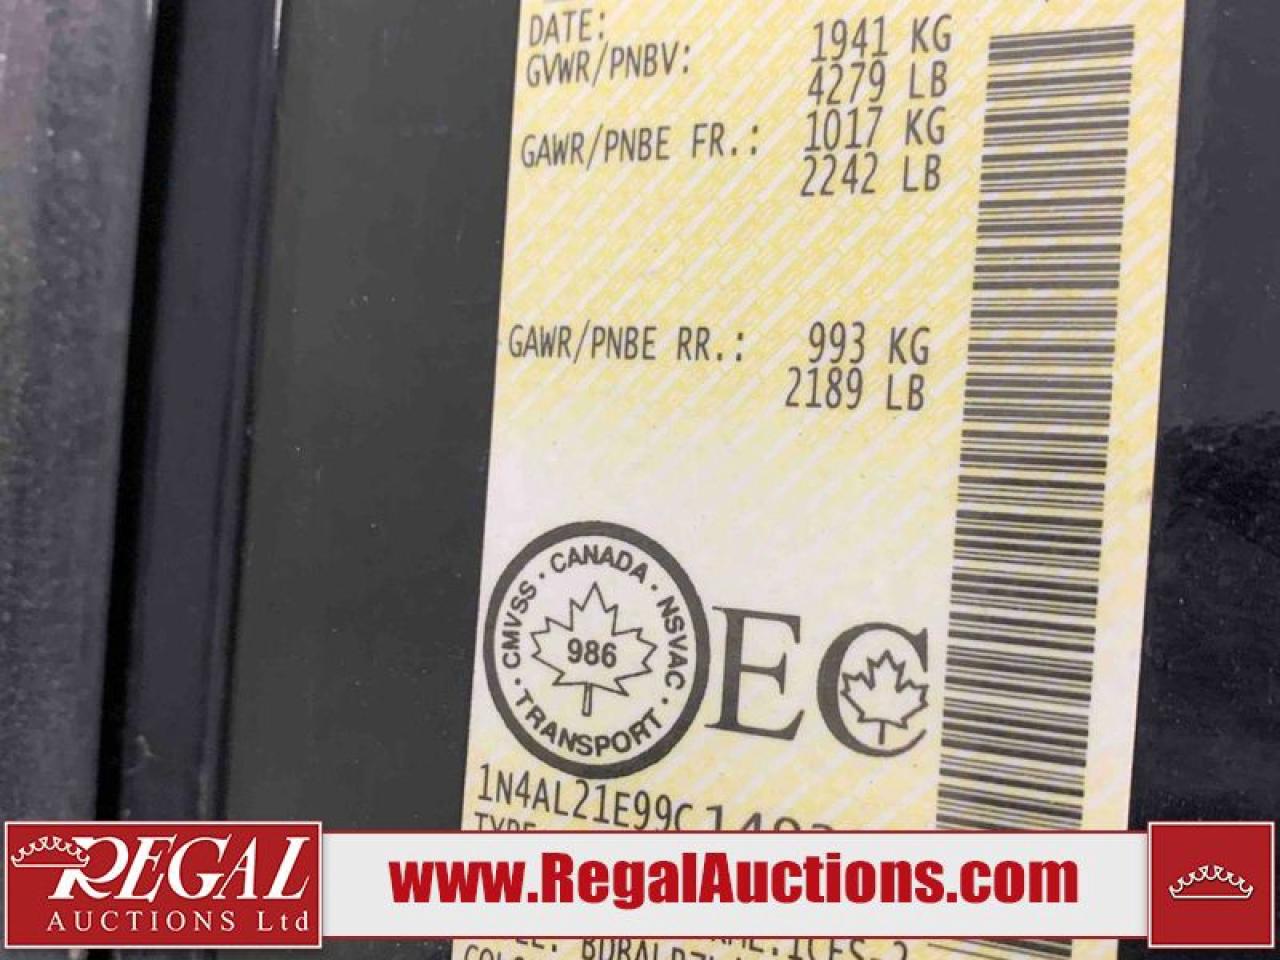 DATE:
GVWR/PNBV: 1941 KG
4279 LB
GAWR/PNBE FR.: 1017 KG
2242 LB
GAWR/PNBE RR.: 993 KG
2189 LB
CMVSS · CANADA · NSVAC · TRANSPORT ·
986
EC
1N4AL21E99C
REGAL
AUCTIONS Ltd
www.RegalAuctions.com